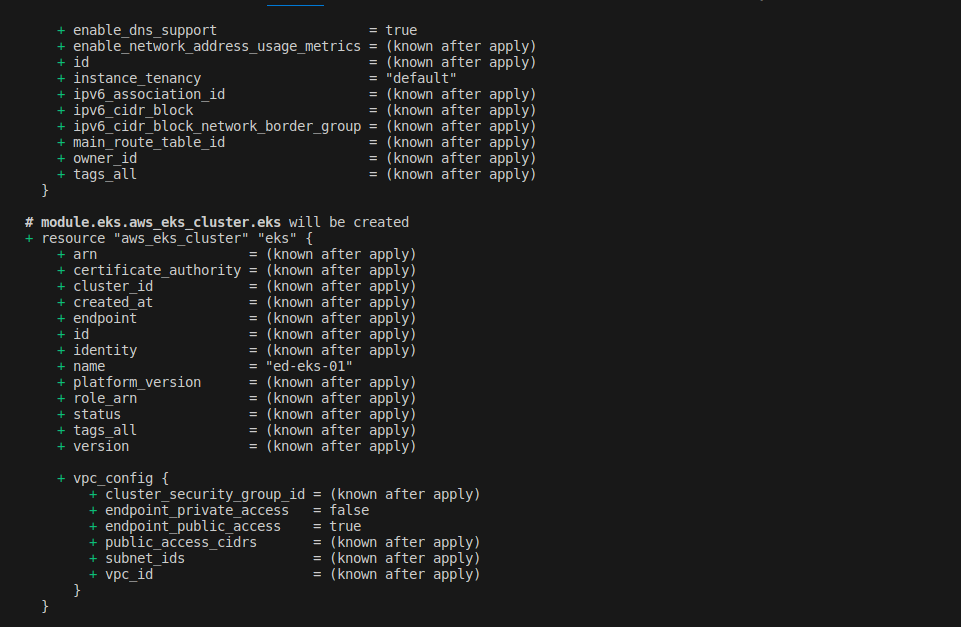 + enable_dns_support                   = true
+ enable_network_address_usage_metrics = (known after apply)
+ id                                   = (known after apply)
+ instance_tenancy                     = "default"
+ ipv6_association_id                  = (known after apply)
+ ipv6_cidr_block                      = (known after apply)
+ ipv6_cidr_block_network_border_group = (known after apply)
+ main_route_table_id                  = (known after apply)
+ owner_id                             = (known after apply)
+ tags_all                             = (known after apply)
}
# module.eks.aws_eks_cluster.eks will be created
+ resource "aws_eks_cluster" "eks" {
+ arn                   = (known after apply)
+ certificate_authority = (known after apply)
+ cluster_id            = (known after apply)
+ created_at            = (known after apply)
+ endpoint              = (known after apply)
+ id                    = (known after apply)
+ identity              = (known after apply)
+ name                  = "ed-eks-01"
+ platform_version      = (known after apply)
+ role_arn              = (known after apply)
+ status                = (known after apply)
+ tags_all              = (known after apply)
+ version               = (known after apply)
+ vpc_config {
+ cluster_security_group_id = (known after apply)
+ endpoint_private_access   = false
+ endpoint_public_access    = true
+ public_access_cidrs       = (known after apply)
+ subnet_ids                = (known after apply)
+ vpc_id                    = (known after apply)
}
}